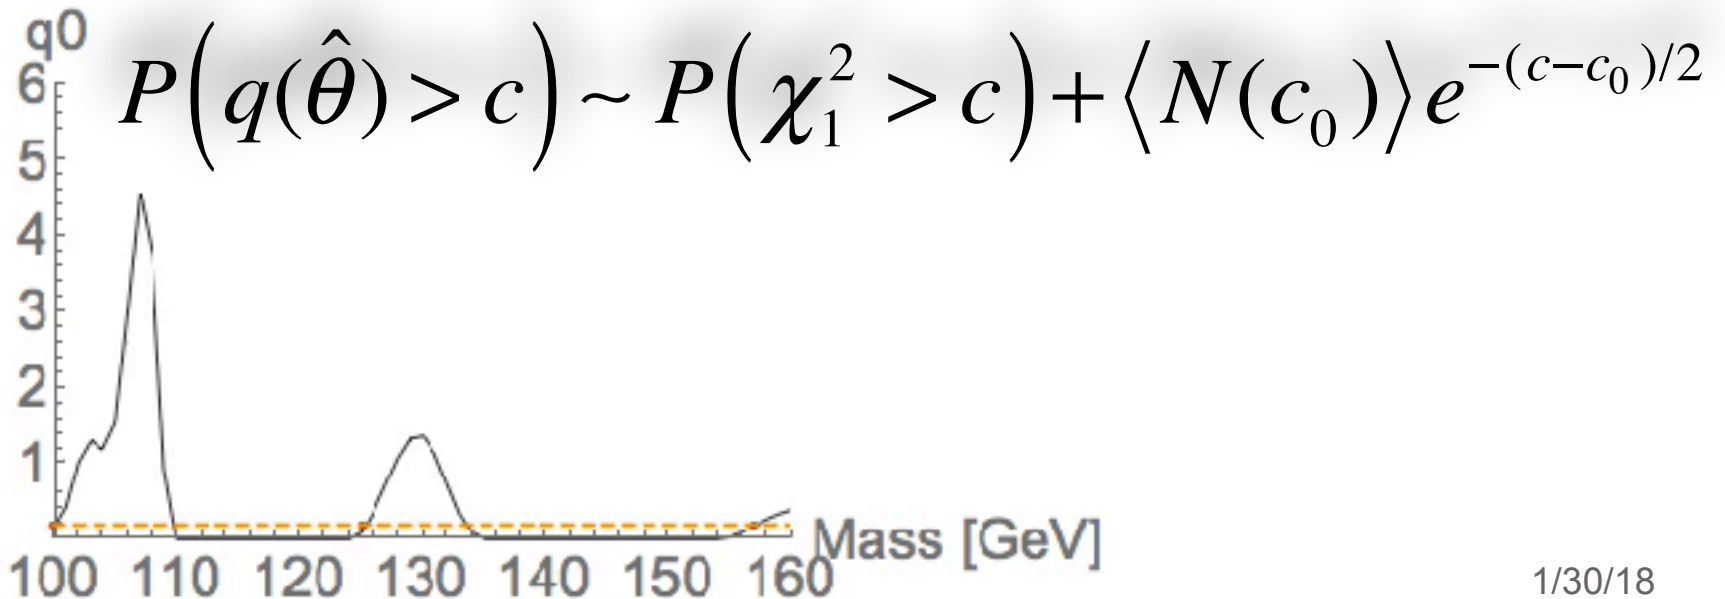 q0
P(q(θ̂) > c) ~ P(χ₁² > c) + ⟨N(c₀)⟩e^{-(c-c₀)/2}
6
5
4
3
2
1
100 110 120 130 140 150 160
Mass [GeV]
1/30/18